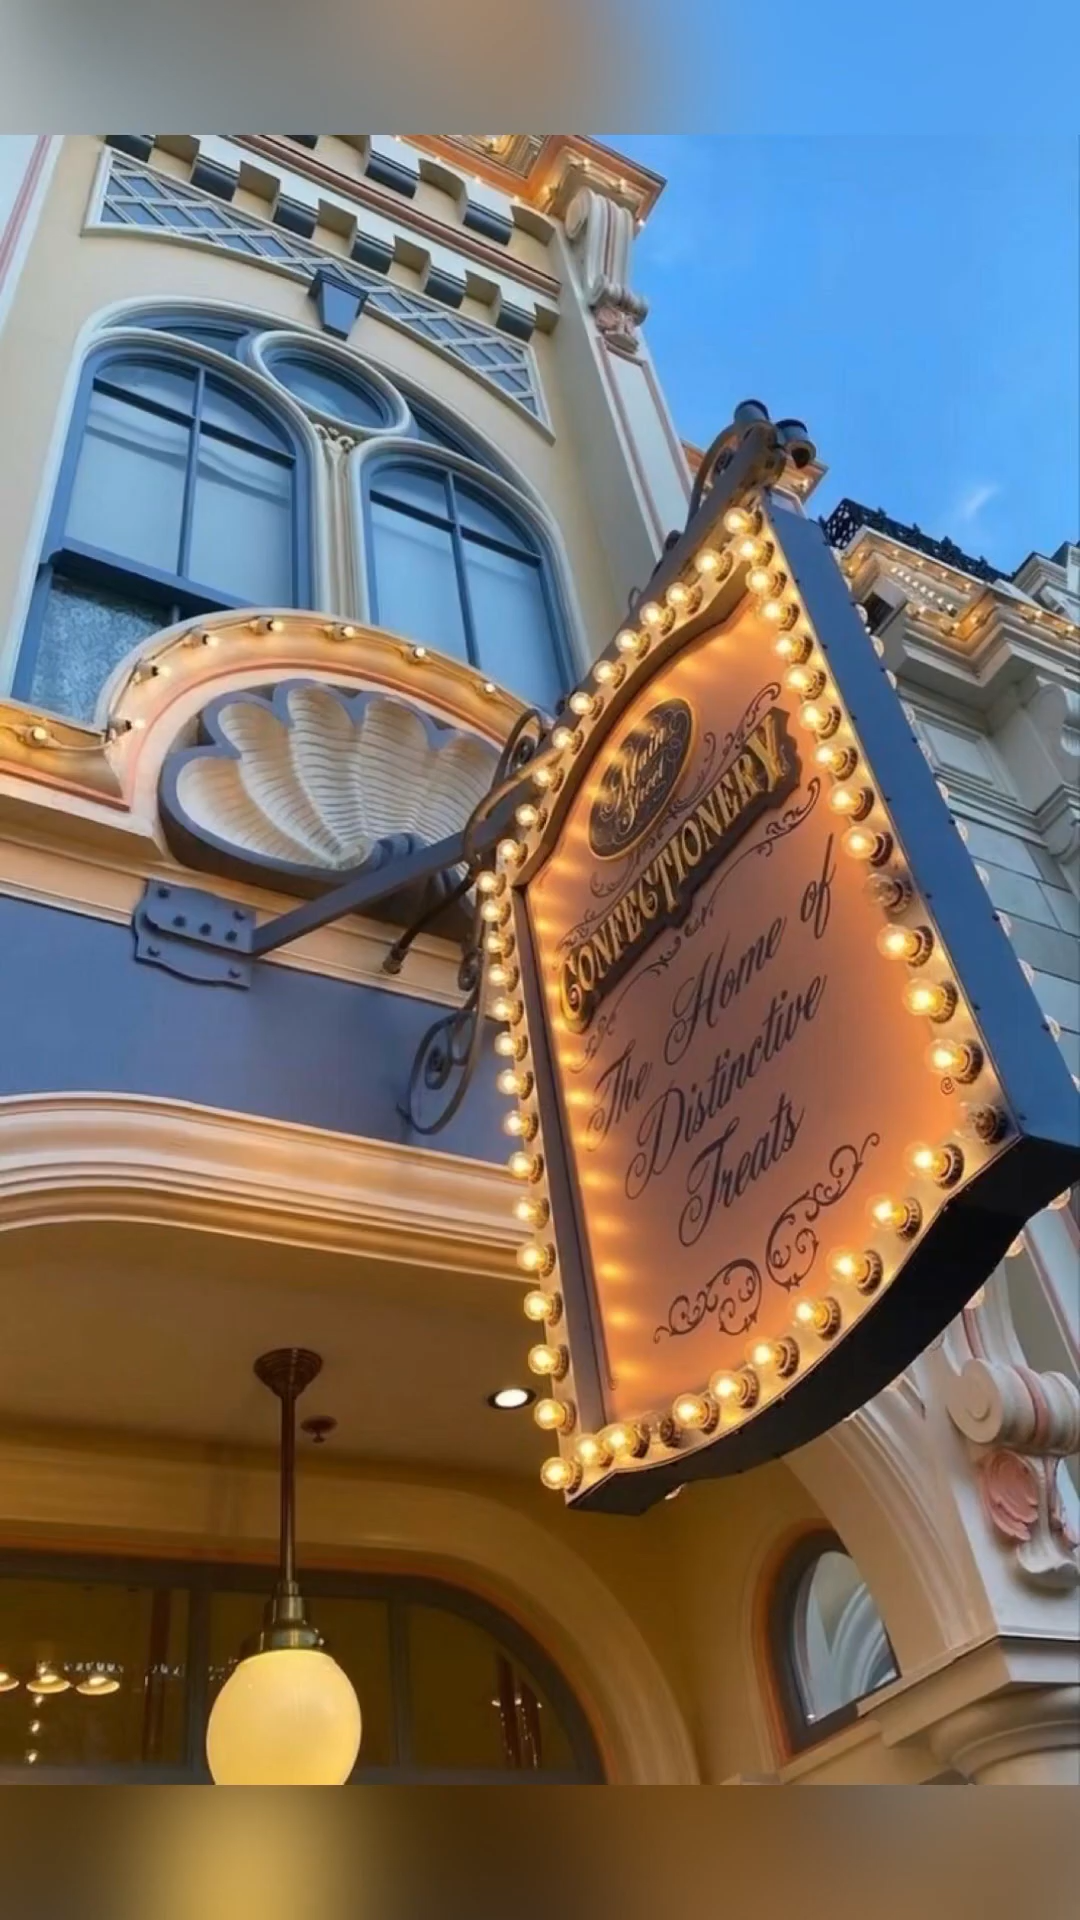 Main
Street
CONFECTIONERY
The Home of
Distinctive
Treats